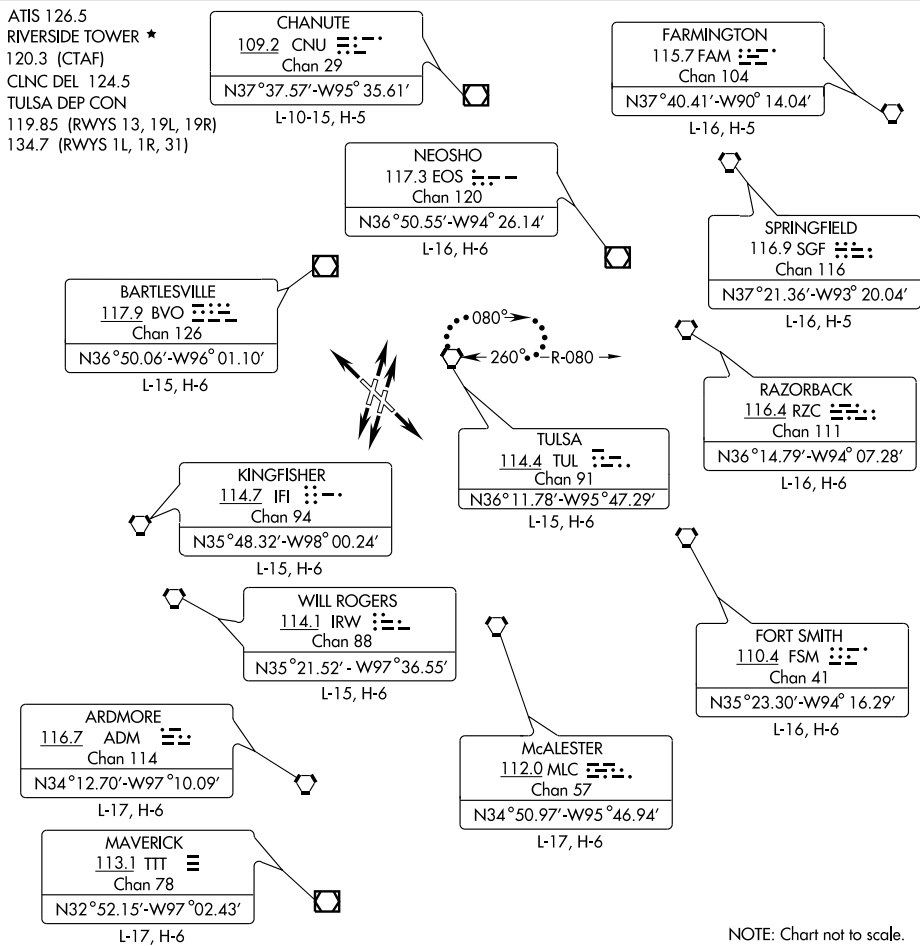 ATIS 126.5
RIVERSIDE TOWER ★
120.3 (CTAF)
CLNC DEL 124.5
TULSA DEP CON
119.85 (RWYS 13, 19L, 19R)
134.7 (RWYS 1L, 1R, 31)
CHANUTE
109.2 CNU
Chan 29
N37°37.57′-W95°35.61′
L-10-15, H-5
FARMINGTON
115.7 FAM
Chan 104
N37°40.41′-W90°14.04′
L-16, H-5
NEOSHO
117.3 EOS
Chan 120
N36°50.55′-W94°26.14′
L-16, H-6
SPRINGFIELD
116.9 SGF
Chan 116
N37°21.36′-W93°20.04′
L-16, H-5
BARTLESVILLE
117.9 BVO
Chan 126
N36°50.06′-W96°01.10′
L-15, H-6
080°
260°
R-080
RAZORBACK
116.4 RZC
Chan 111
N36°14.79′-W94°07.28′
L-16, H-6
TULSA
114.4 TUL
Chan 91
N36°11.78′-W95°47.29′
L-15, H-6
KINGFISHER
114.7 IFI
Chan 94
N35°48.32′-W98°00.24′
L-15, H-6
WILL ROGERS
114.1 IRW
Chan 88
N35°21.52′ - W97°36.55′
L-15, H-6
FORT SMITH
110.4 FSM
Chan 41
N35°23.30′-W94°16.29′
L-16, H-6
ARDMORE
116.7 ADM
Chan 114
N34°12.70′-W97°10.09′
L-17, H-6
McALESTER
112.0 MLC
Chan 57
N34°50.97′-W95°46.94′
L-17, H-6
MAVERICK
113.1 TTT
Chan 78
N32°52.15′-W97°02.43′
L-17, H-6
NOTE: Chart not to scale.